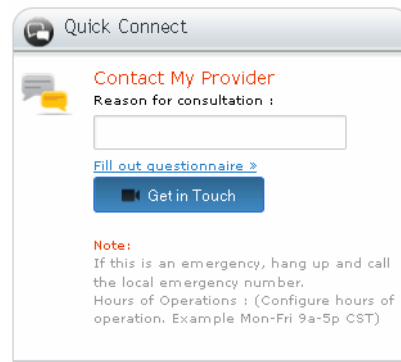 Quick Connect
Contact My Provider
Reason for consultation :
Fill out questionnaire »
Get in Touch
Note:
If this is an emergency, hang up and call
the local emergency number.
Hours of Operations : (Configure hours of
operation. Example Mon-Fri 9a-5p CST)